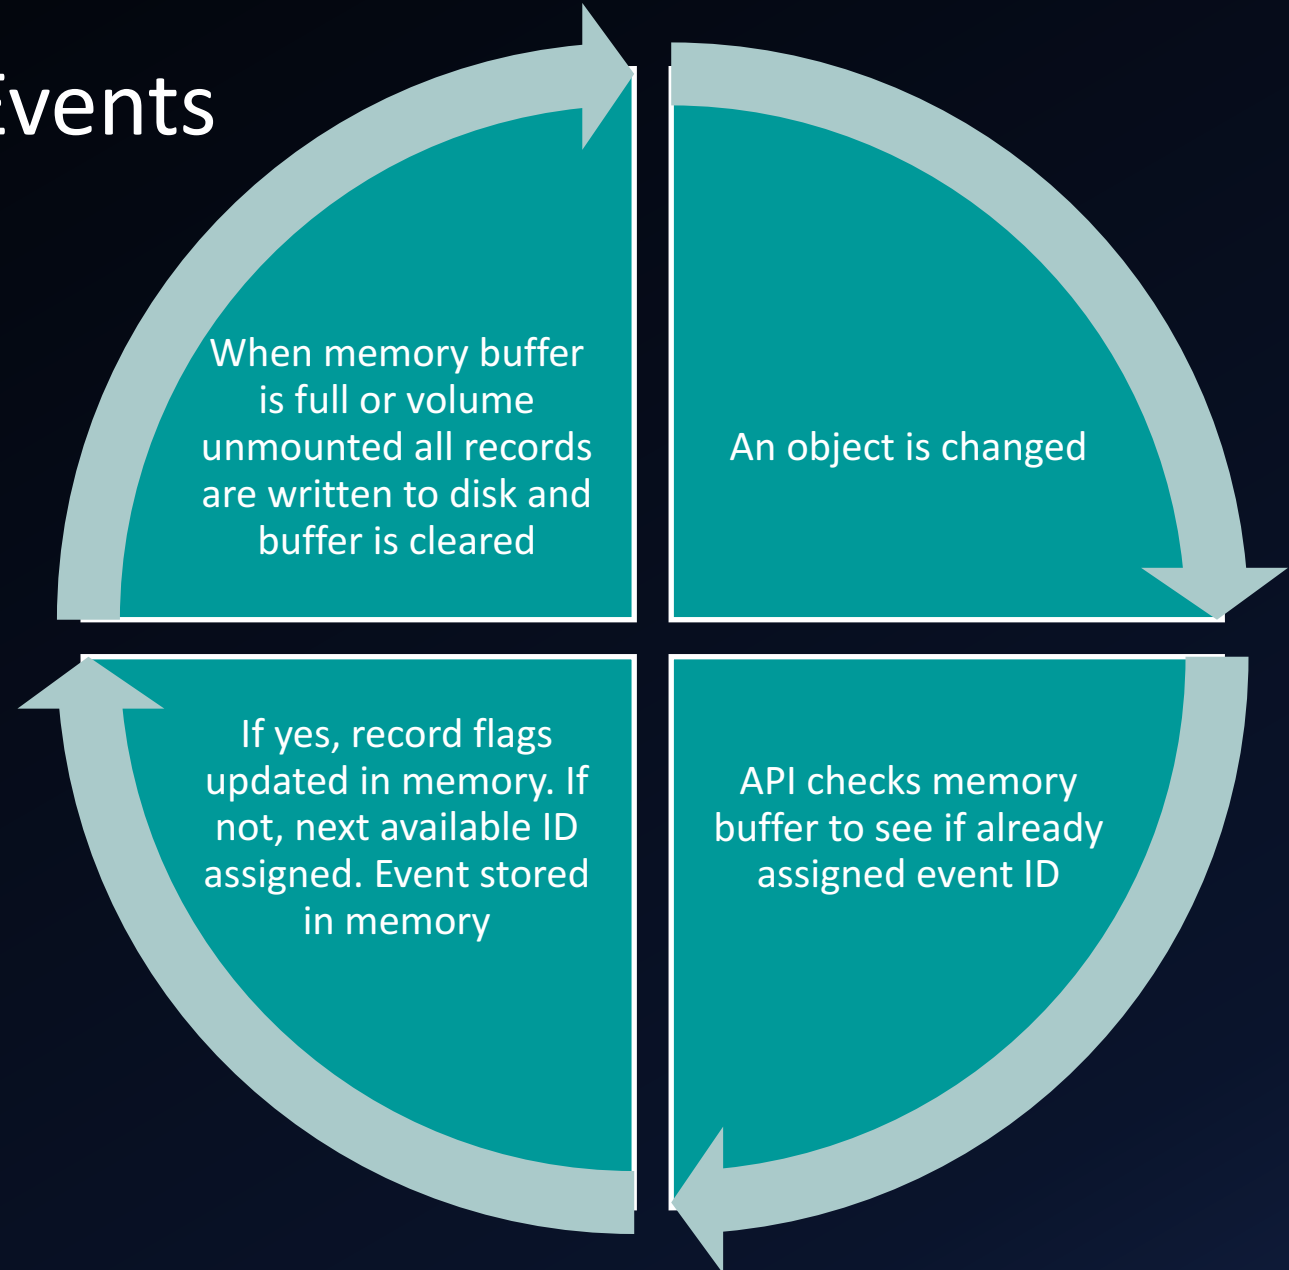 Events
When memory buffer
is full or volume
unmounted all records
are written to disk and
buffer is cleared
An object is changed
If yes, record flags
updated in memory. If
not, next available ID
assigned. Event stored
in memory
API checks memory
buffer to see if already
assigned event ID